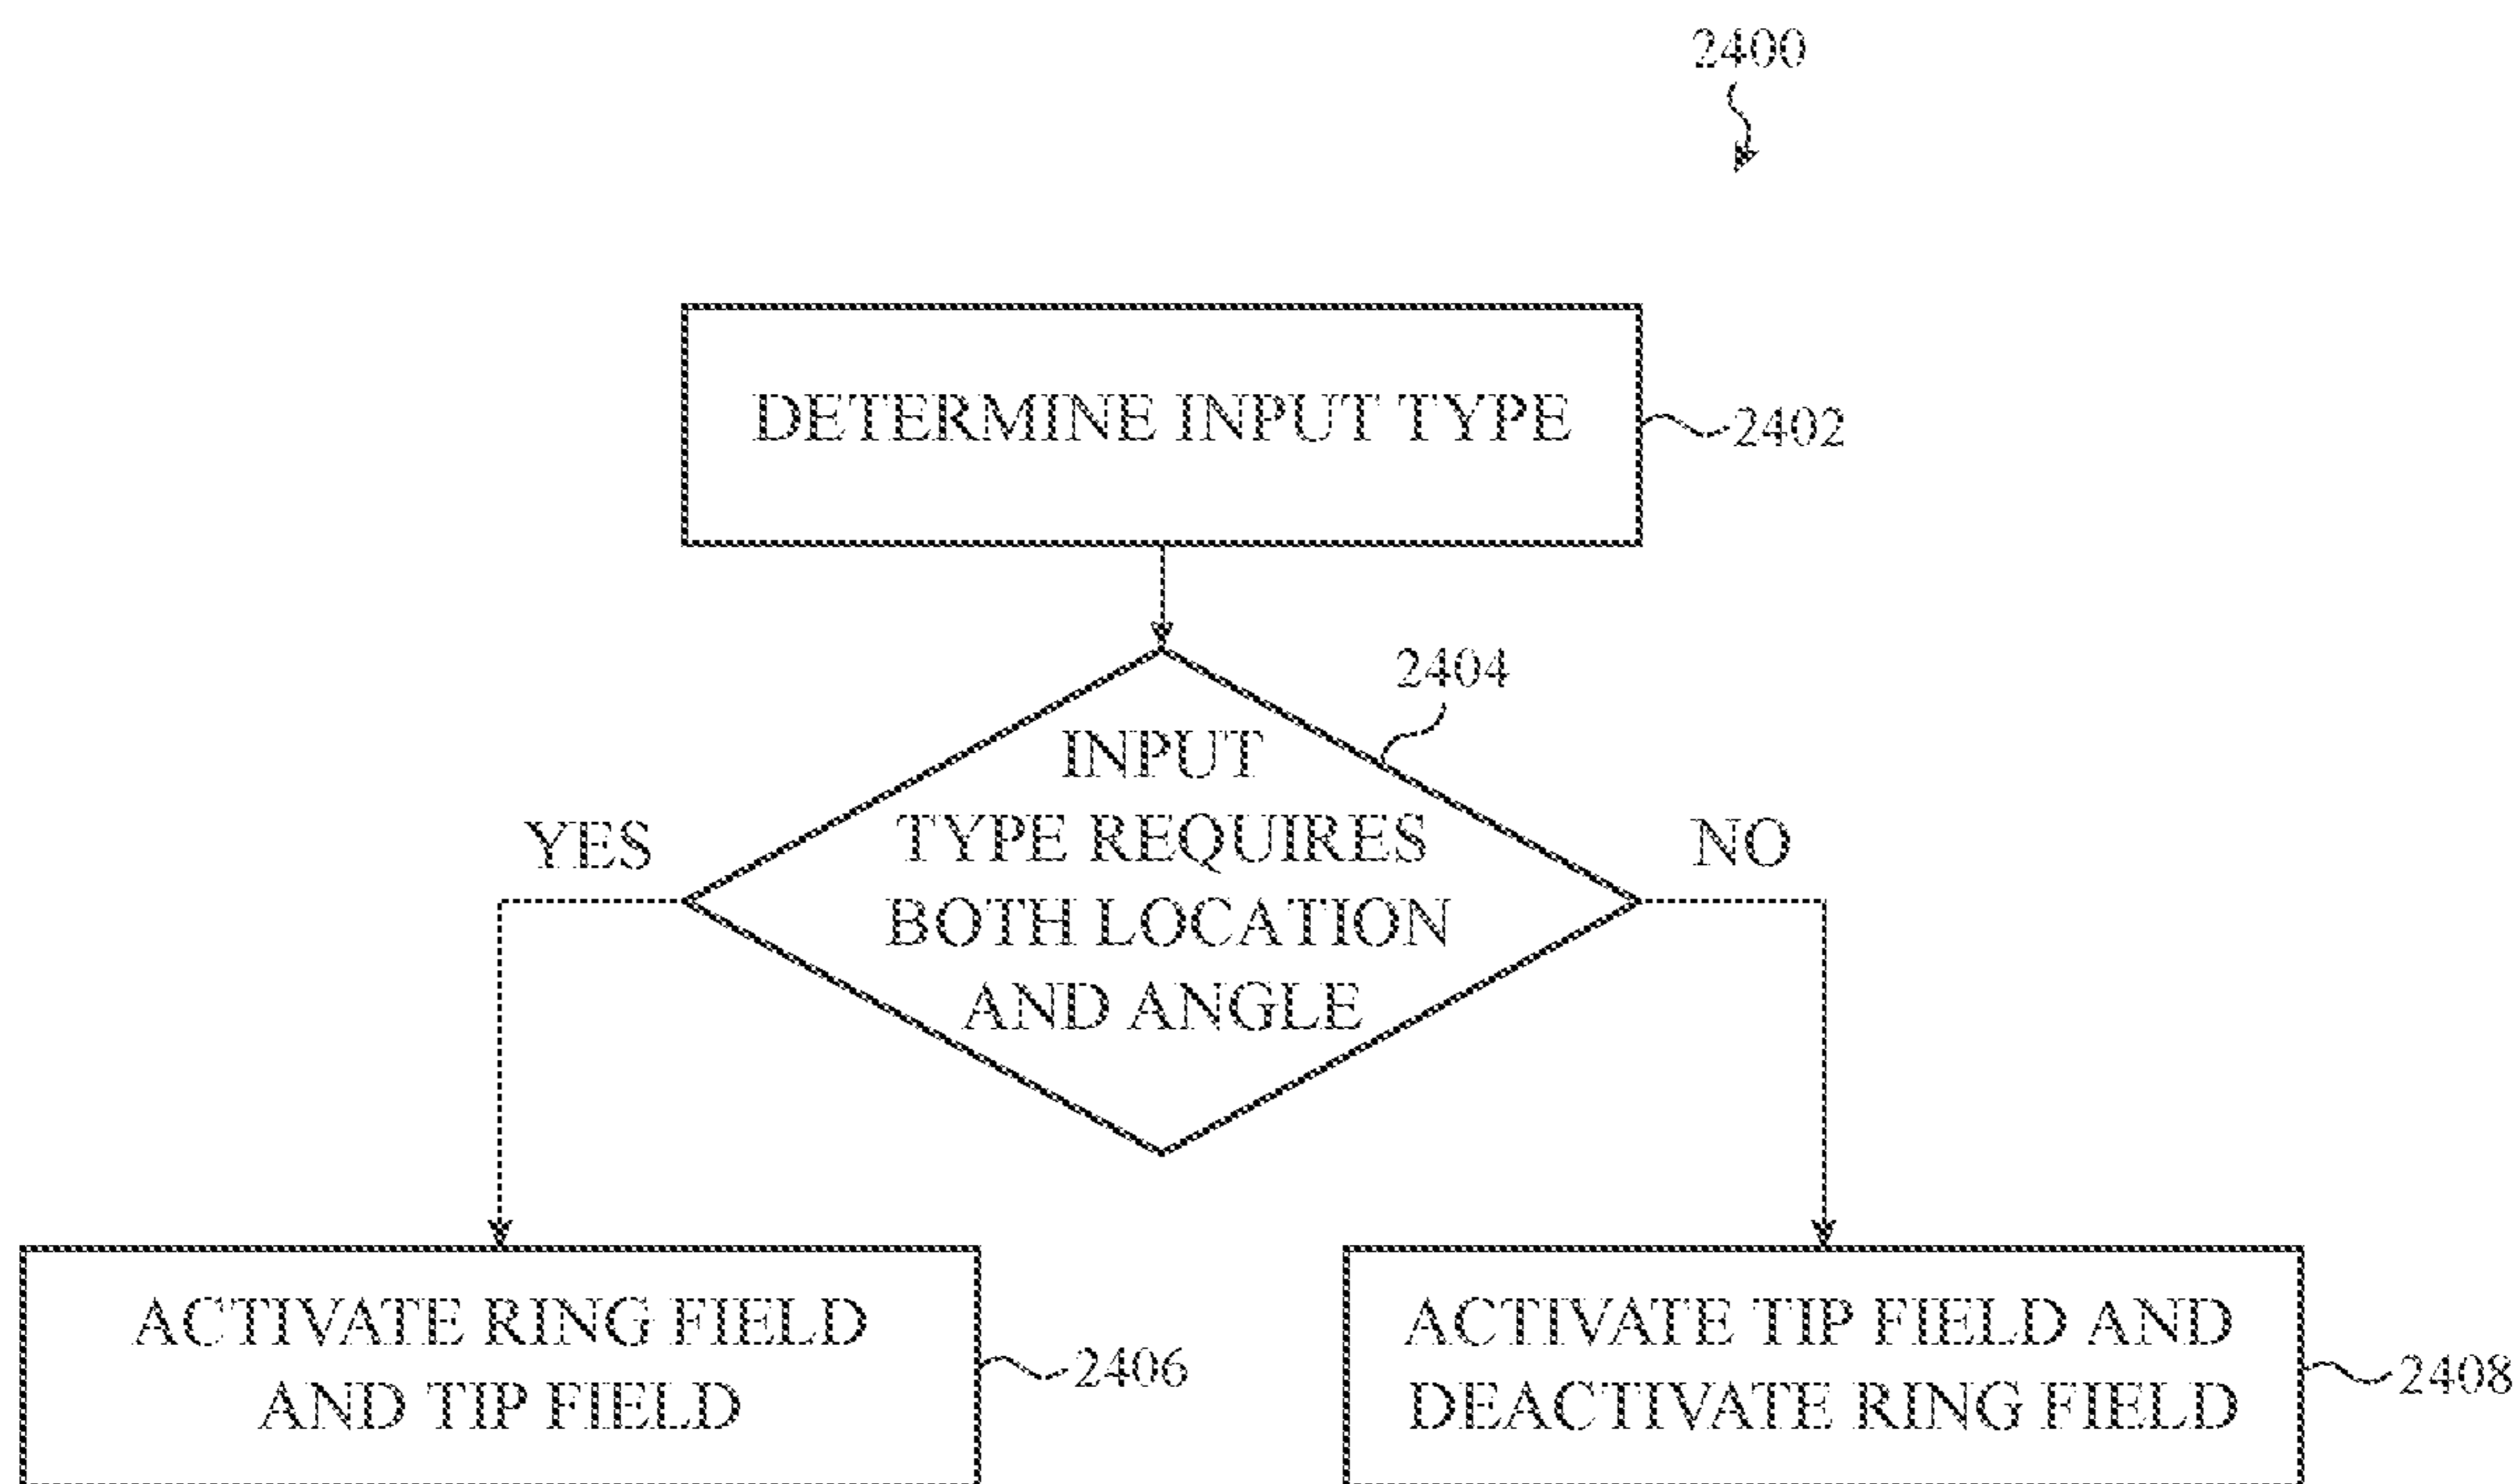 2400
DETERMINE INPUT TYPE
2402
2404
INPUT
TYPE REQUIRES
BOTH LOCATION
AND ANGLE
YES
NO
ACTIVATE RING FIELD
AND TIP FIELD
2406
ACTIVATE TIP FIELD AND
DEACTIVATE RING FIELD
2408